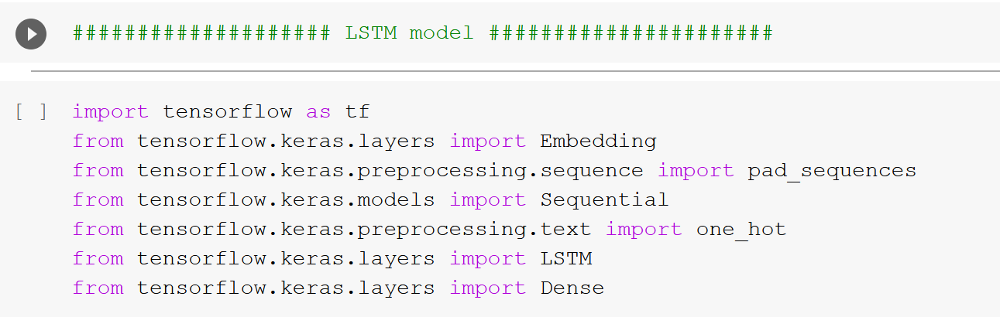 #################### LSTM model ######################
[ ] import tensorflow as tf
from tensorflow.keras.layers import Embedding
from tensorflow.keras.preprocessing.sequence import pad_sequences
from tensorflow.keras.models import Sequential
from tensorflow.keras.preprocessing.text import one_hot
from tensorflow.keras.layers import LSTM
from tensorflow.keras.layers import Dense